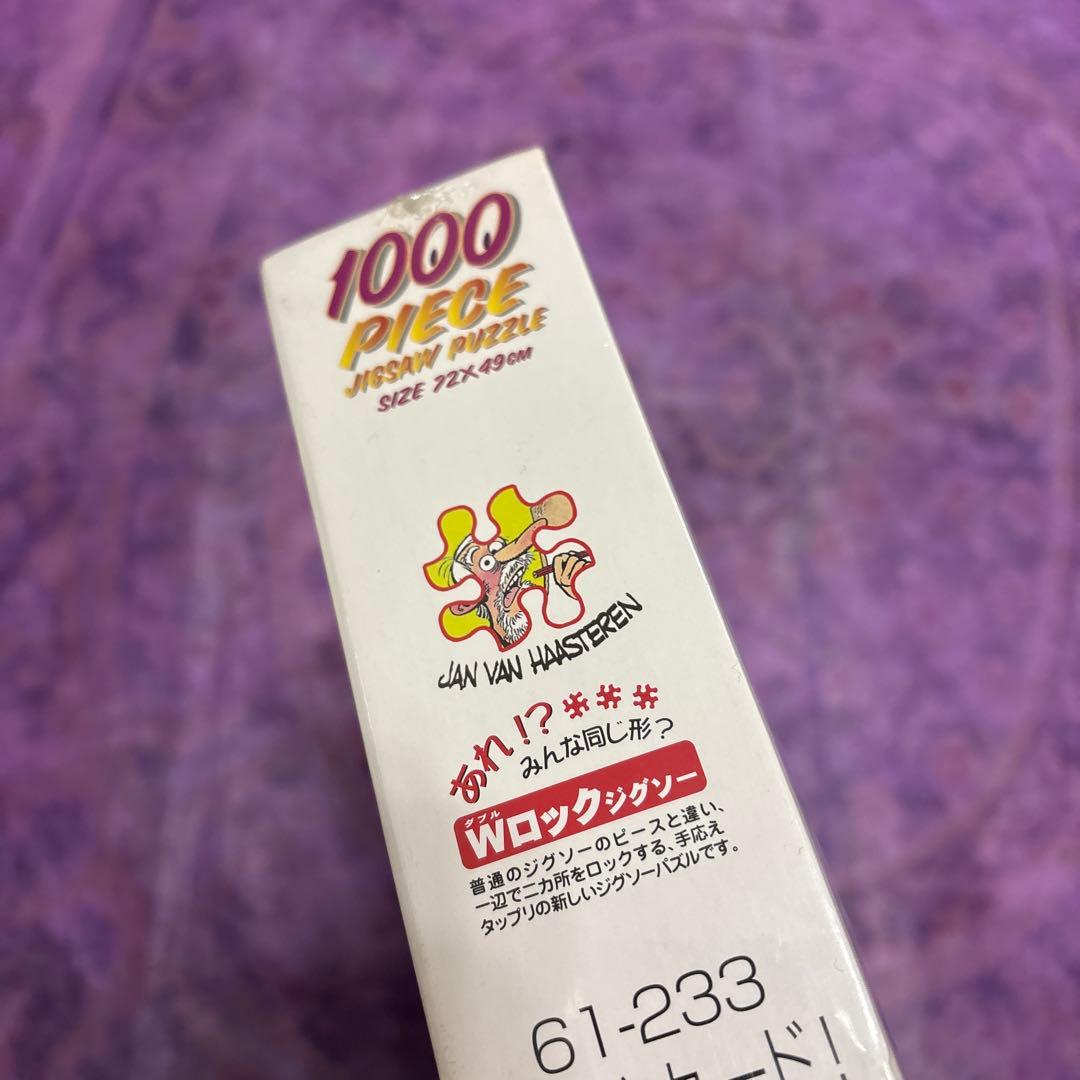 1000
PIECE
JIGSAW PUZZLE
SIZE 72×49cm
JAN VAN HAASTEREN
あれ!?
みんな同じ形?
ダブル
Wロックジグソー
普通のジグソーのピースと違い、
一辺で二カ所をロックする、手応え
タップリの新しいジグソーパズルです。
61-233